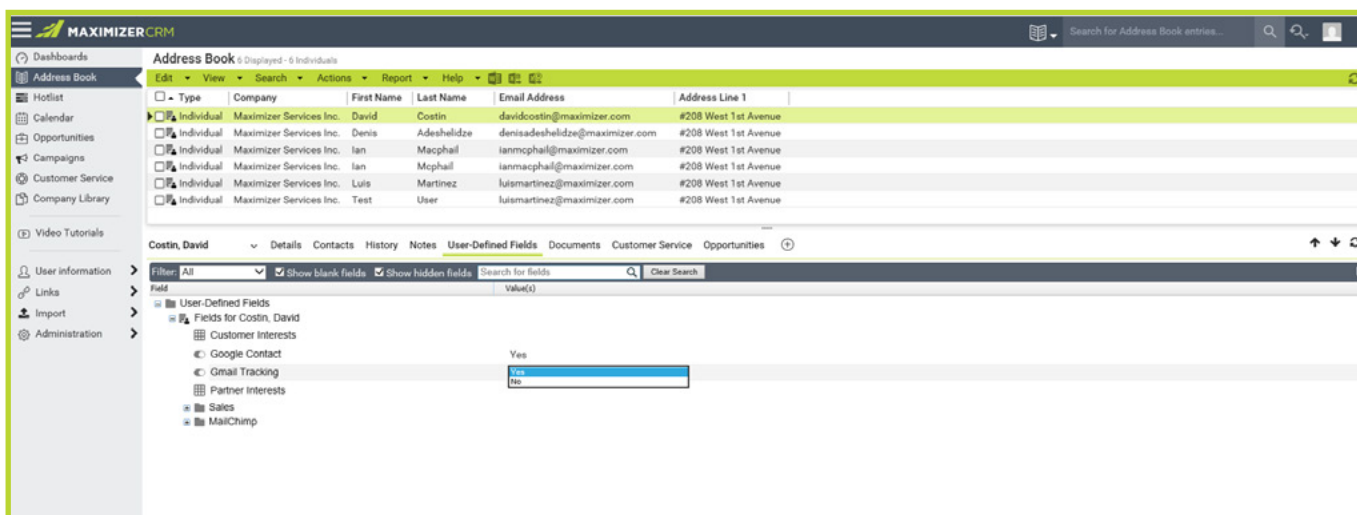 MAXIMIZERCRM Search for Address Book entries...
Dashboards
Address Book
Hotlist
Calendar
Opportunities
Campaigns
Customer Service
Company Library
Video Tutorials
User information
Links
Import
Administration
Address Book 6 Displayed - 6 Individuals
Edit View Search Actions Report Help
Type Company First Name Last Name Email Address Address Line 1
Individual Maximizer Services Inc. David Costin davidcostin@maximizer.com #208 West 1st Avenue
Individual Maximizer Services Inc. Denis Adeshelidze denisadeshelidze@maximizer.com #208 West 1st Avenue
Individual Maximizer Services Inc. Ian Macphail ianmcphail@maximizer.com #208 West 1st Avenue
Individual Maximizer Services Inc. Ian Mcphail ianmacphail@maximizer.com #208 West 1st Avenue
Individual Maximizer Services Inc. Luis Martinez luismartinez@maximizer.com #208 West 1st Avenue
Individual Maximizer Services Inc. Test User luismartinez@maximizer.com #208 West 1st Avenue
Costin, David Details Contacts History Notes User-Defined Fields Documents Customer Service Opportunities
Filter: All Show blank fields Show hidden fields Search for fields Clear Search
Field Value(s)
User-Defined Fields
Fields for Costin, David
Customer Interests
Google Contact Yes
Gmail Tracking Yes
No
Partner Interests
Sales
MailChimp